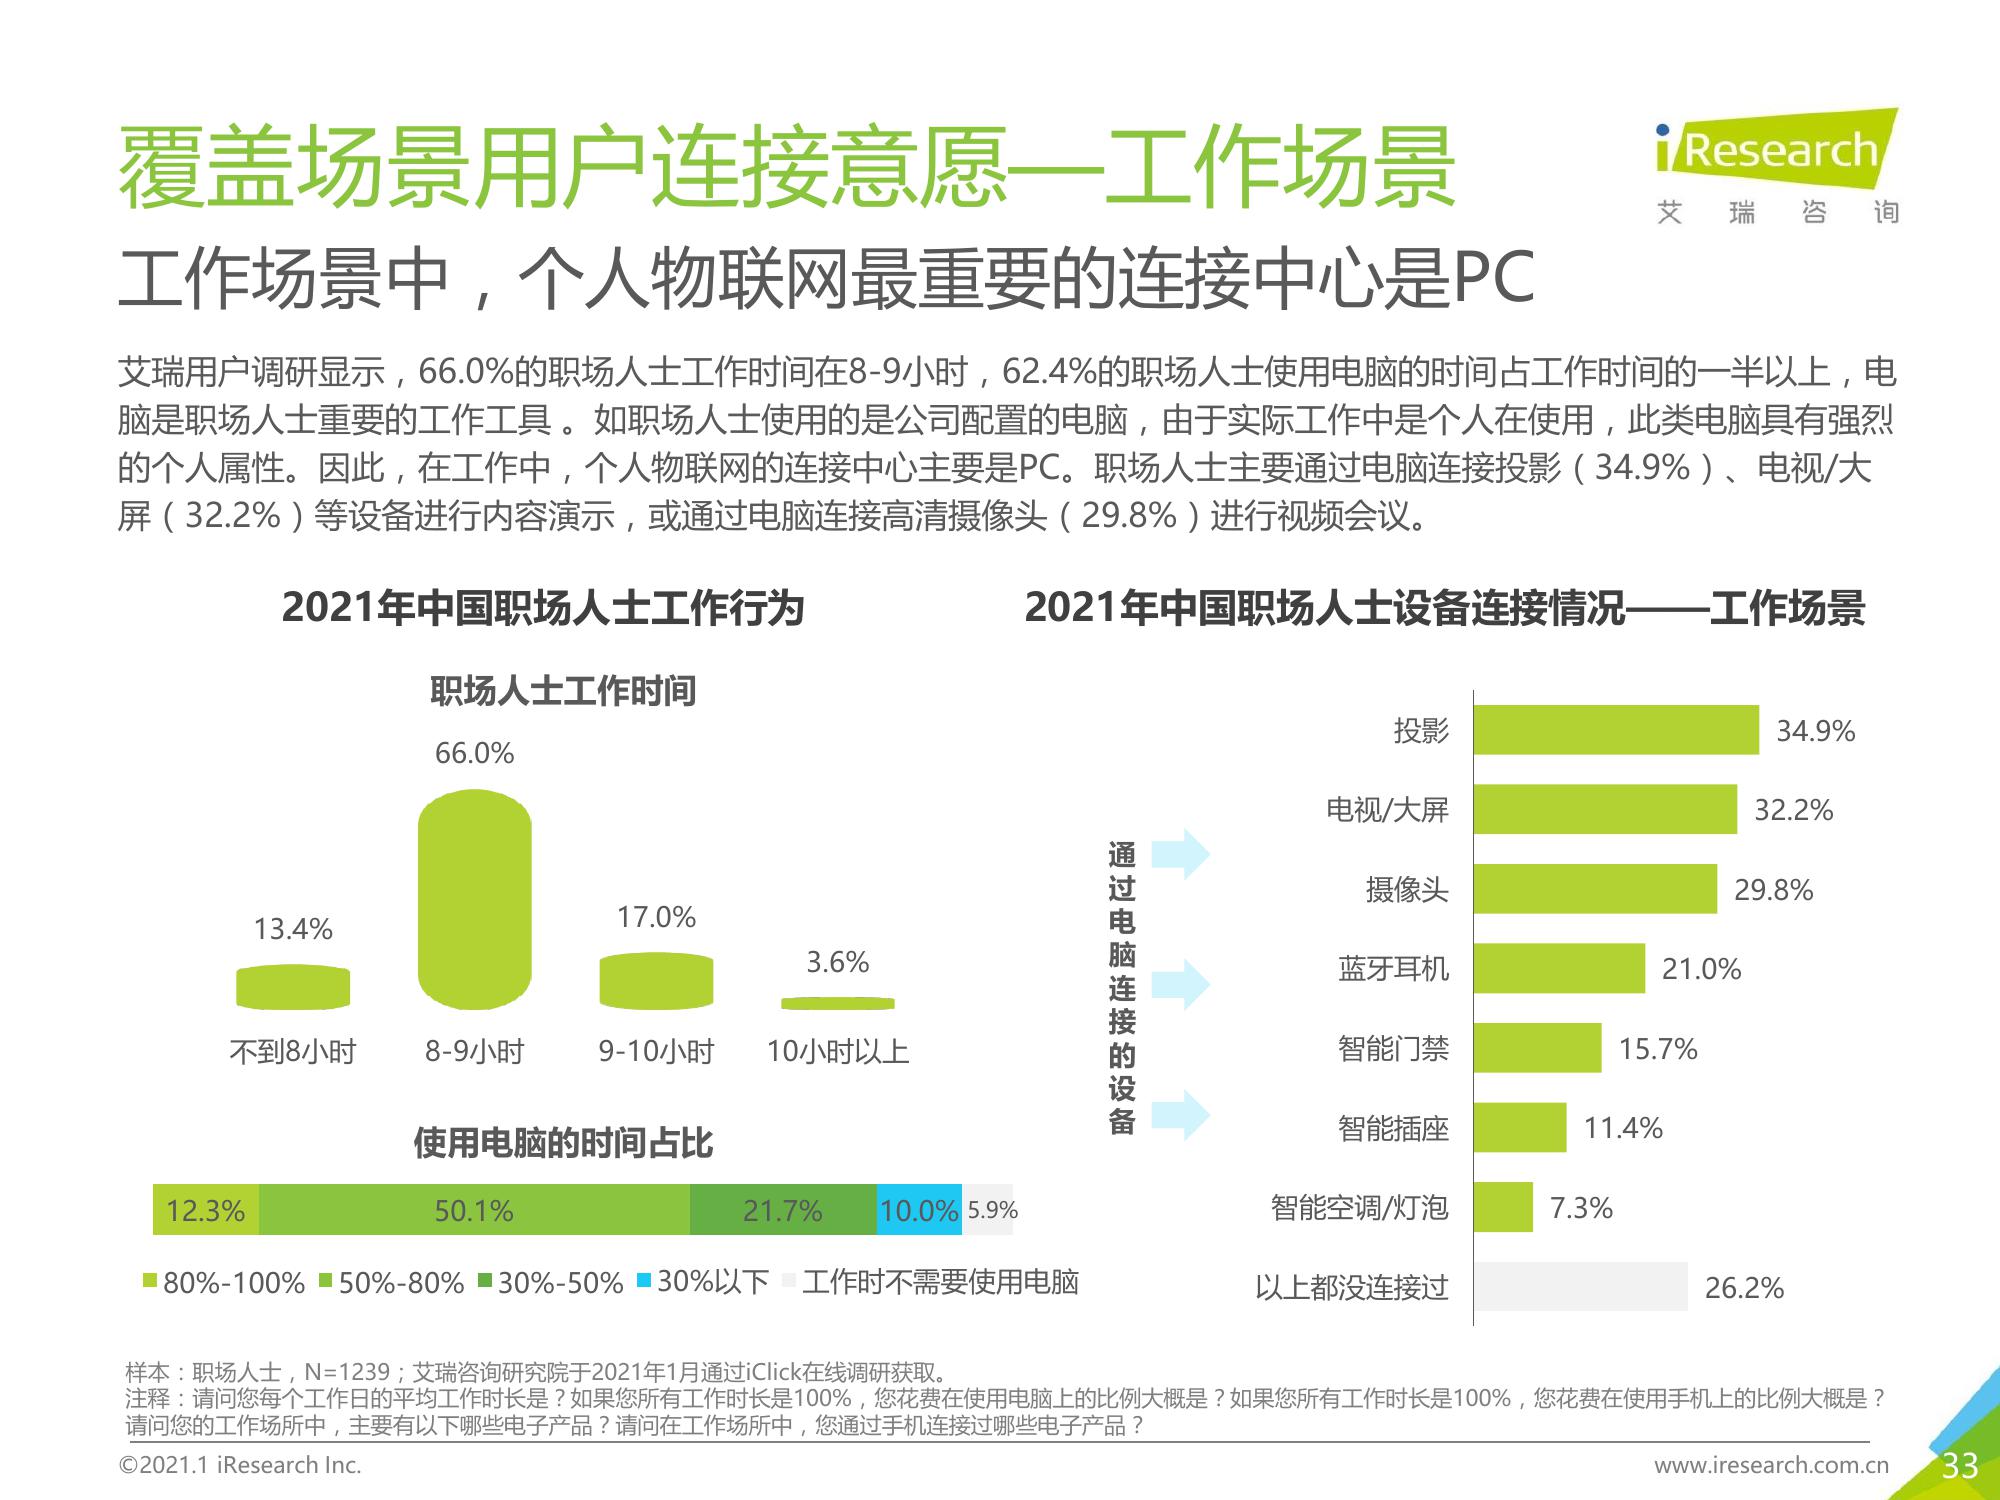 覆盖场景用户连接意愿—工作场景
iResearch
艾瑞咨询
工作场景中，个人物联网最重要的连接中心是PC
艾瑞用户调研显示，66.0%的职场人士工作时间在8-9小时，62.4%的职场人士使用电脑的时间占工作时间的一半以上，电
脑是职场人士重要的工作工具 。如职场人士使用的是公司配置的电脑，由于实际工作中是个人在使用，此类电脑具有强烈
的个人属性。因此，在工作中，个人物联网的连接中心主要是PC。职场人士主要通过电脑连接投影（34.9%）、电视/大
屏（32.2%）等设备进行内容演示，或通过电脑连接高清摄像头（29.8%）进行视频会议。
2021年中国职场人士工作行为
职场人士工作时间
66.0%
13.4%
17.0%
3.6%
不到8小时 8-9小时 9-10小时 10小时以上
使用电脑的时间占比
12.3% 50.1% 21.7% 10.0% 5.9%
80%-100% 50%-80% 30%-50% 30%以下 工作时不需要使用电脑
2021年中国职场人士设备连接情况——工作场景
通过电脑连接的设备
投影 34.9%
电视/大屏 32.2%
摄像头 29.8%
蓝牙耳机 21.0%
智能门禁 15.7%
智能插座 11.4%
智能空调/灯泡 7.3%
以上都没连接过 26.2%
样本：职场人士，N=1239；艾瑞咨询研究院于2021年1月通过iClick在线调研获取。
注释：请问您每个工作日的平均工作时长是？如果您所有工作时长是100%，您花费在使用电脑上的比例大概是？如果您所有工作时长是100%，您花费在使用手机上的比例大概是？
请问您的工作场所中，主要有以下哪些电子产品？请问在工作场所中，您通过手机连接过哪些电子产品？
©2021.1 iResearch Inc.
www.iresearch.com.cn
33